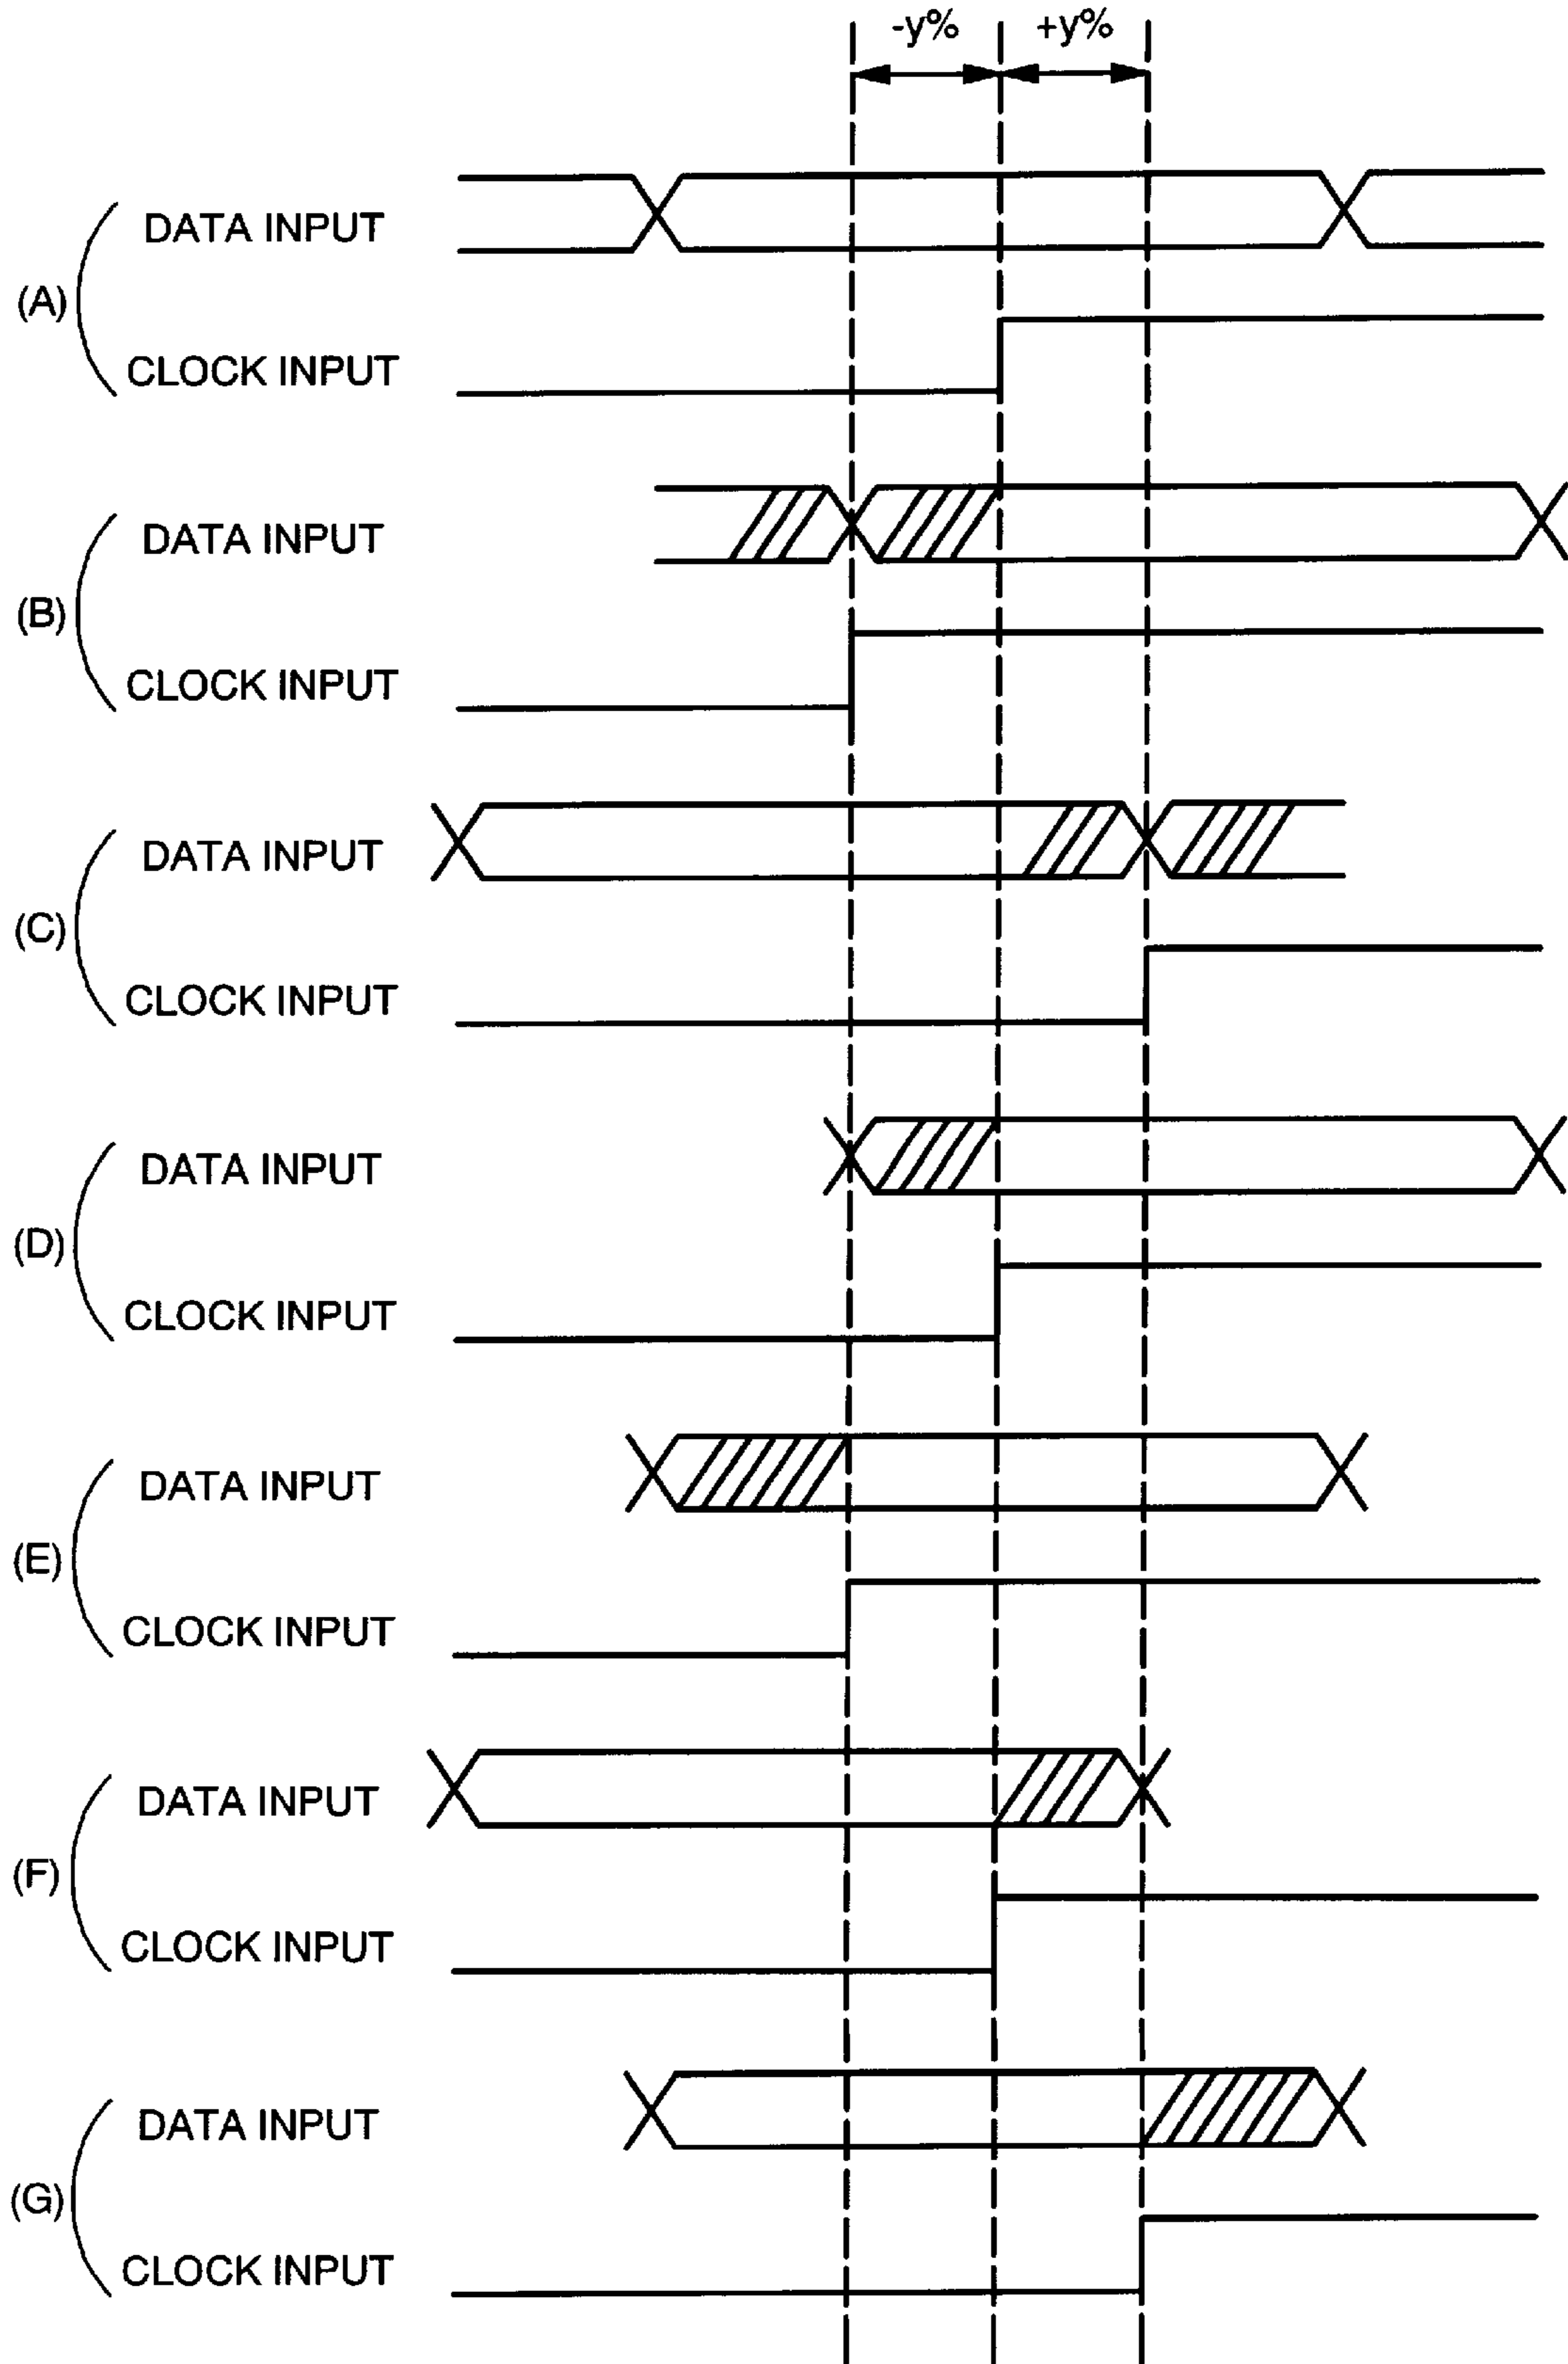 -y% +y%
DATA INPUT
(A)
CLOCK INPUT
DATA INPUT
(B)
CLOCK INPUT
DATA INPUT
(C)
CLOCK INPUT
DATA INPUT
(D)
CLOCK INPUT
DATA INPUT
(E)
CLOCK INPUT
DATA INPUT
(F)
CLOCK INPUT
DATA INPUT
(G)
CLOCK INPUT